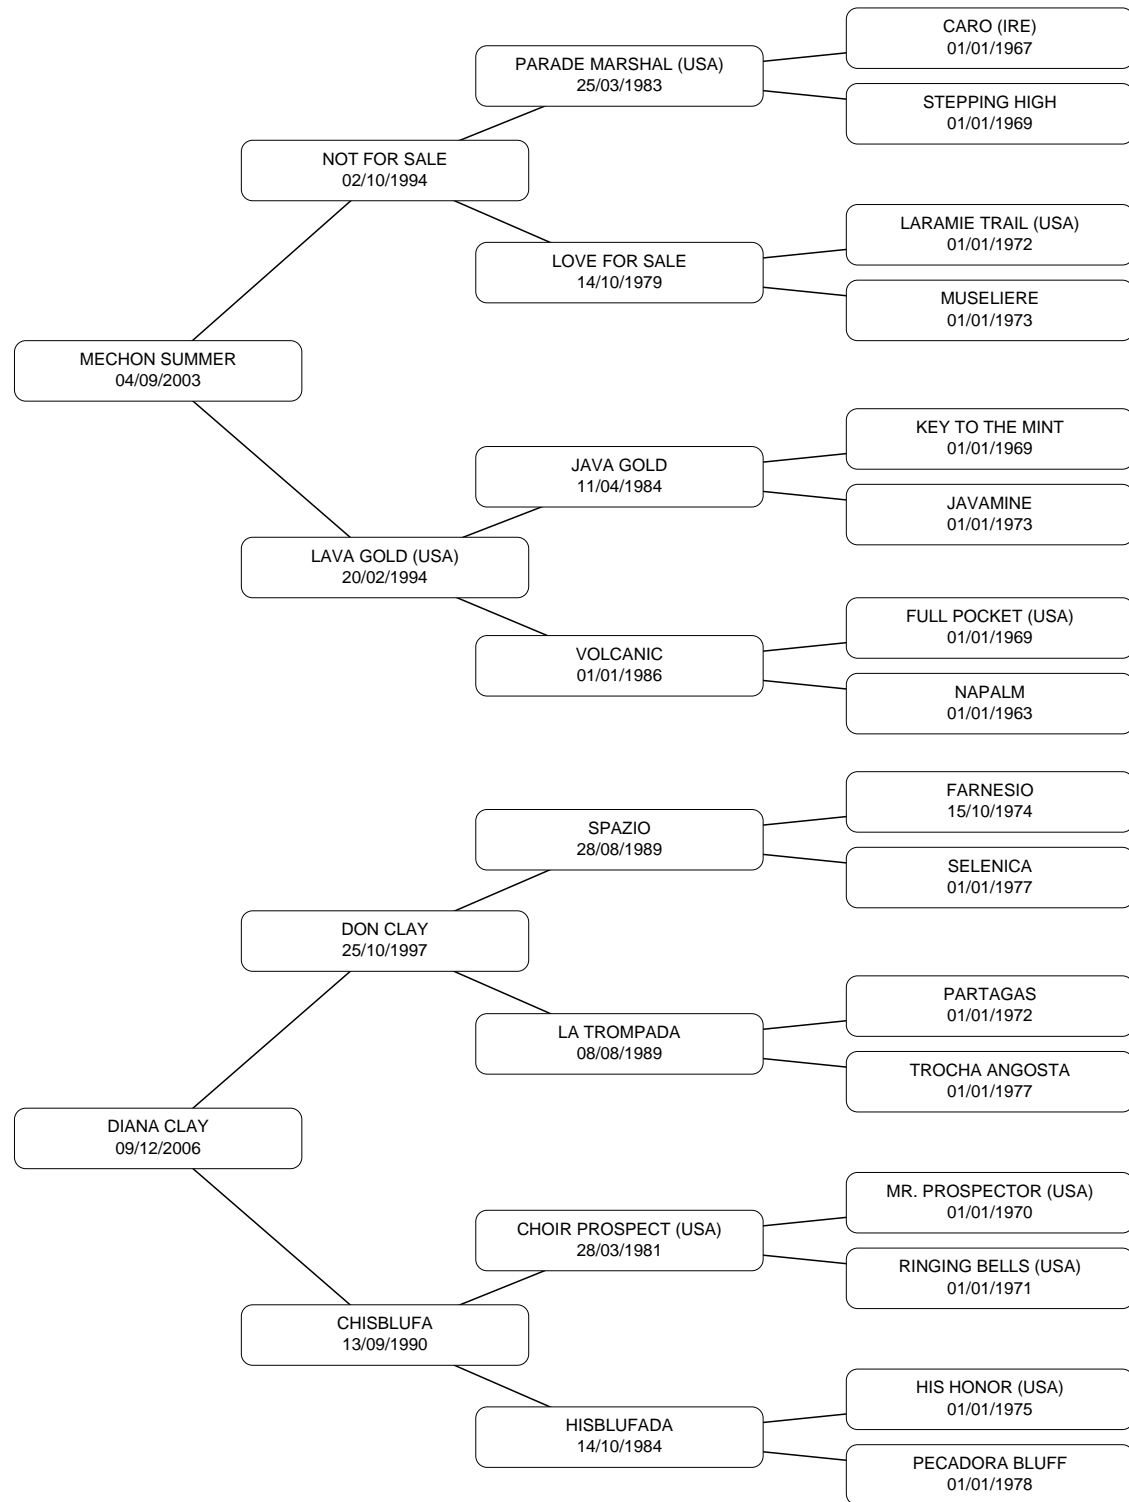 CARO (IRE)
01/01/1967
PARADE MARSHAL (USA)
25/03/1983
STEPPING HIGH
01/01/1969
NOT FOR SALE
02/10/1994
LARAMIE TRAIL (USA)
01/01/1972
LOVE FOR SALE
14/10/1979
MUSELIERE
01/01/1973
MECHON SUMMER
04/09/2003
KEY TO THE MINT
01/01/1969
JAVA GOLD
11/04/1984
JAVAMINE
01/01/1973
LAVA GOLD (USA)
20/02/1994
FULL POCKET (USA)
01/01/1969
VOLCANIC
01/01/1986
NAPALM
01/01/1963
FARNESIO
15/10/1974
SPAZIO
28/08/1989
SELENICA
01/01/1977
DON CLAY
25/10/1997
PARTAGAS
01/01/1972
LA TROMPADA
08/08/1989
TROCHA ANGOSTA
01/01/1977
DIANA CLAY
09/12/2006
MR. PROSPECTOR (USA)
01/01/1970
CHOIR PROSPECT (USA)
28/03/1981
RINGING BELLS (USA)
01/01/1971
CHISBLUFA
13/09/1990
HIS HONOR (USA)
01/01/1975
HISBLUFADA
14/10/1984
PECADORA BLUFF
01/01/1978